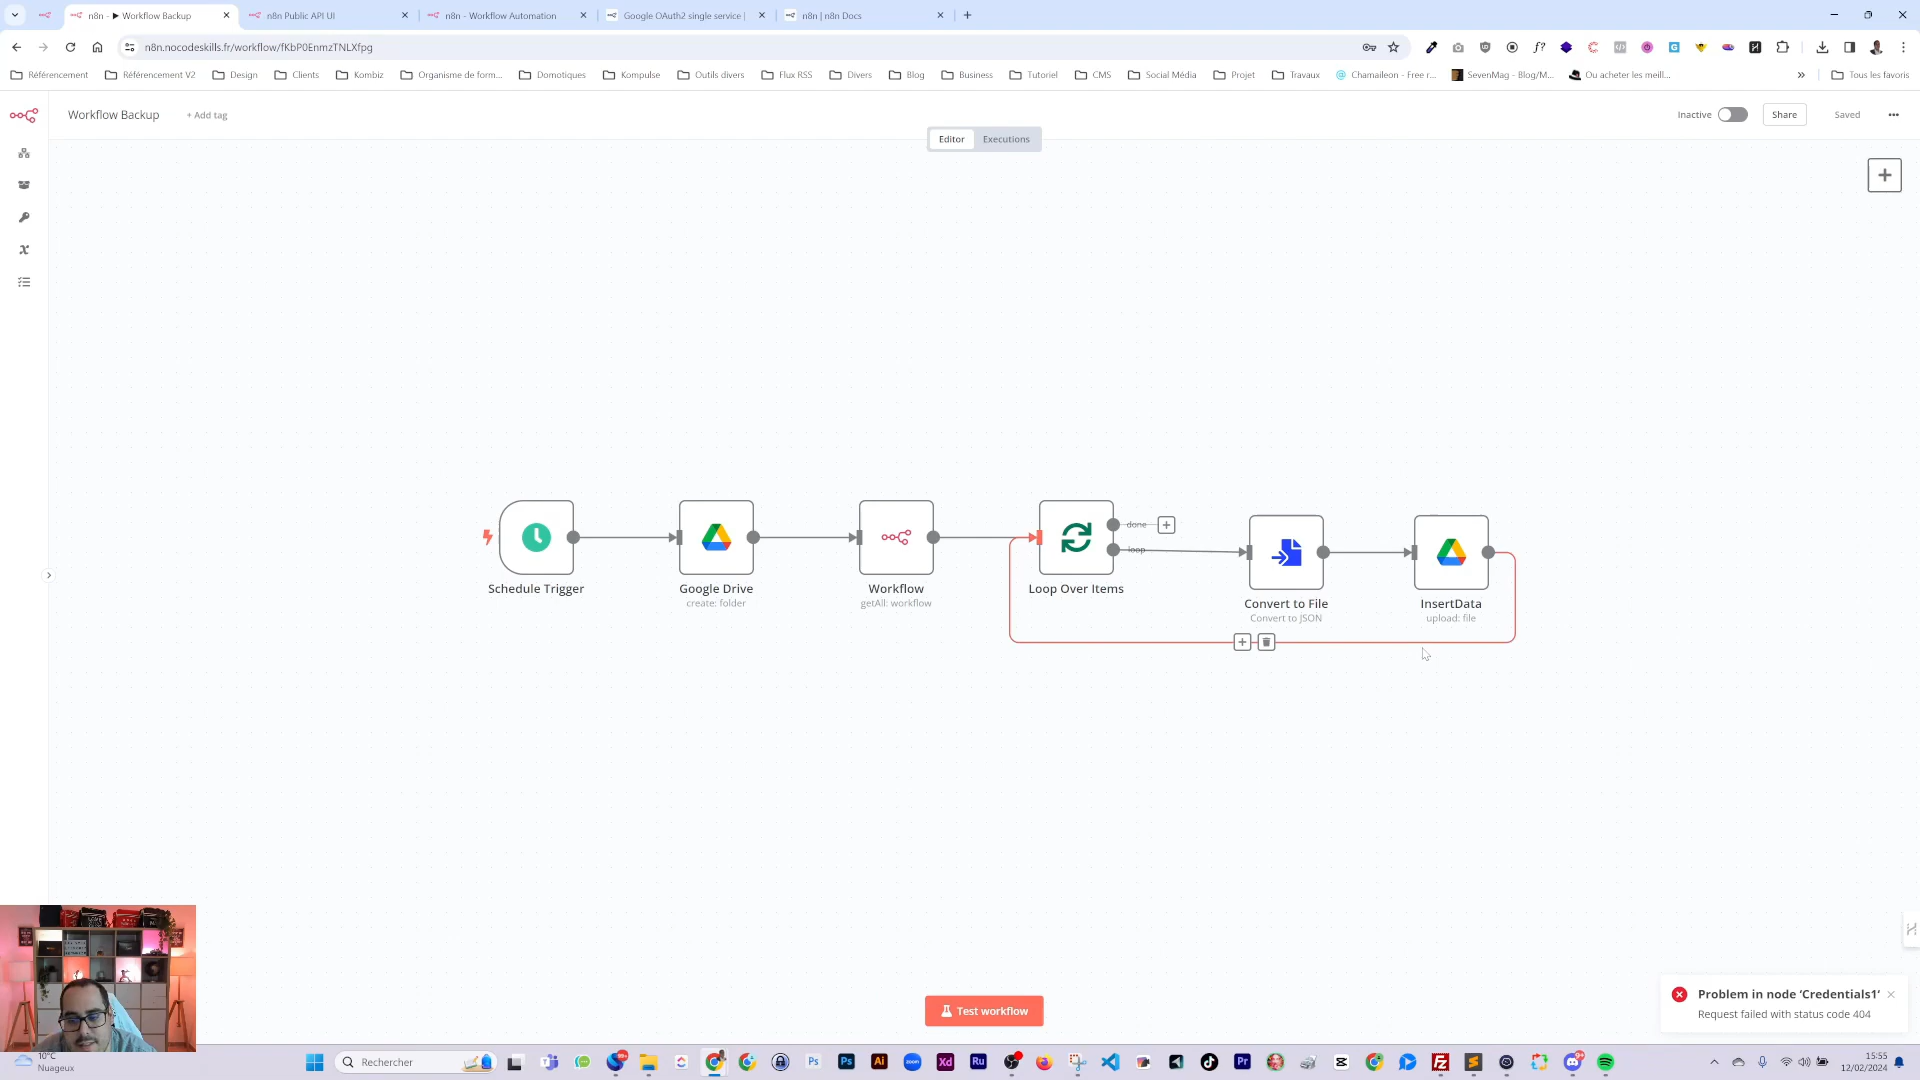 n8n - ▶ Workflow Backup
n8n Public API UI
n8n - Workflow Automation
Google OAuth2 single service |
n8n | n8n Docs
n8n.nocodeskills.fr/workflow/fKbP0EnmzTNLXfpg
Référencement
Référencement V2
Design
Clients
Kombiz
Organisme de form...
Domotiques
Kompulse
Outils divers
Flux RSS
Divers
Blog
Business
Tutoriel
CMS
Social Média
Projet
Travaux
Chamaileon - Free r...
SevenMag - Blog/M...
Ou acheter les meill...
Tous les favoris
Workflow Backup
+ Add tag
Inactive
Share
Saved
Editor
Executions
done
loop
Schedule Trigger
Google Drive
create: folder
Workflow
getAll: workflow
Loop Over Items
Convert to File
Convert to JSON
InsertData
upload: file
Test workflow
Problem in node ‘Credentials1‘
Request failed with status code 404
10°C
Nuageux
Rechercher
15:55
12/02/2024